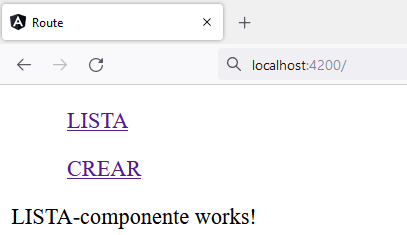 Route
localhost:4200/
LISTA
CREAR
LISTA-componente works!